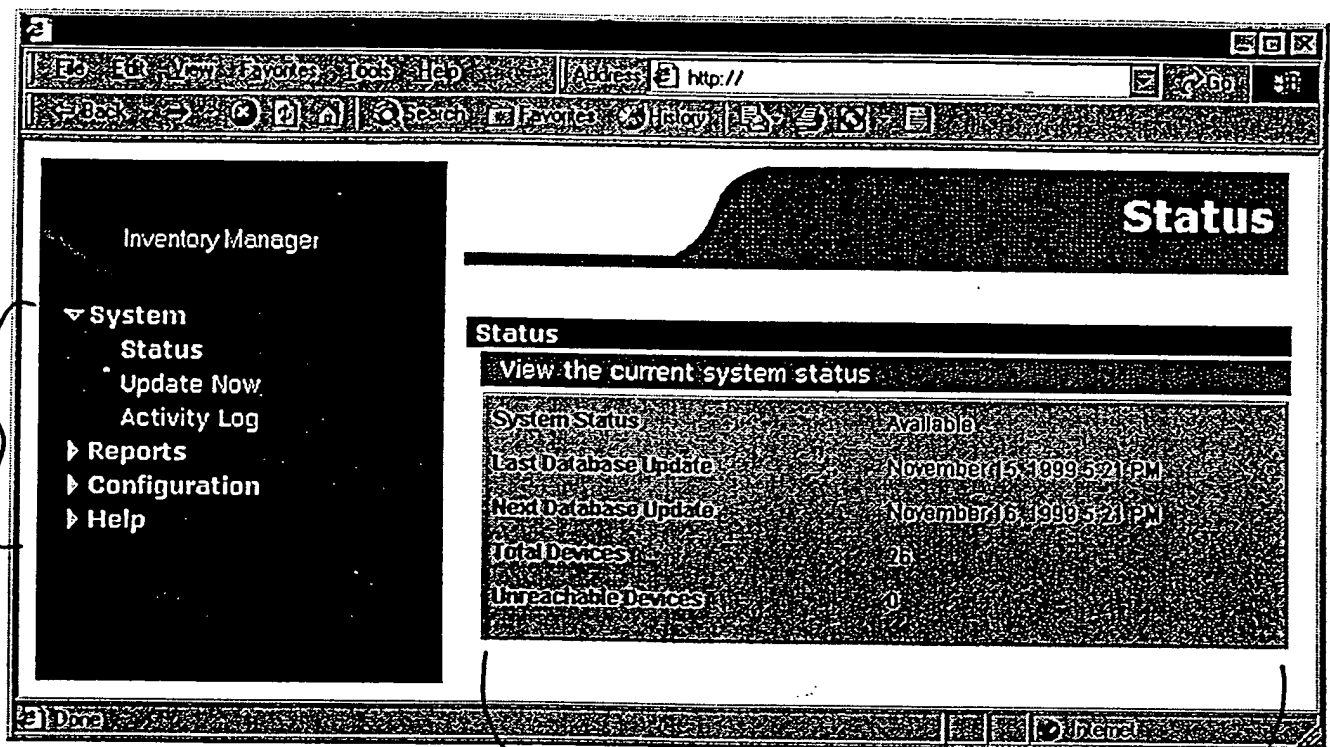 File Edit View Favorites Tools Help Address http:// Go
Back Search Favorites History
Inventory Manager
System
Status
Update Now
Activity Log
Reports
Configuration
Help
Status
Status
View the current system status
System Status Available
Last Database Update November 15, 1999 5:21 PM
Next Database Update November 16, 1999 5:21 PM
Total Devices 26
Unreachable Devices 0
Done Internet